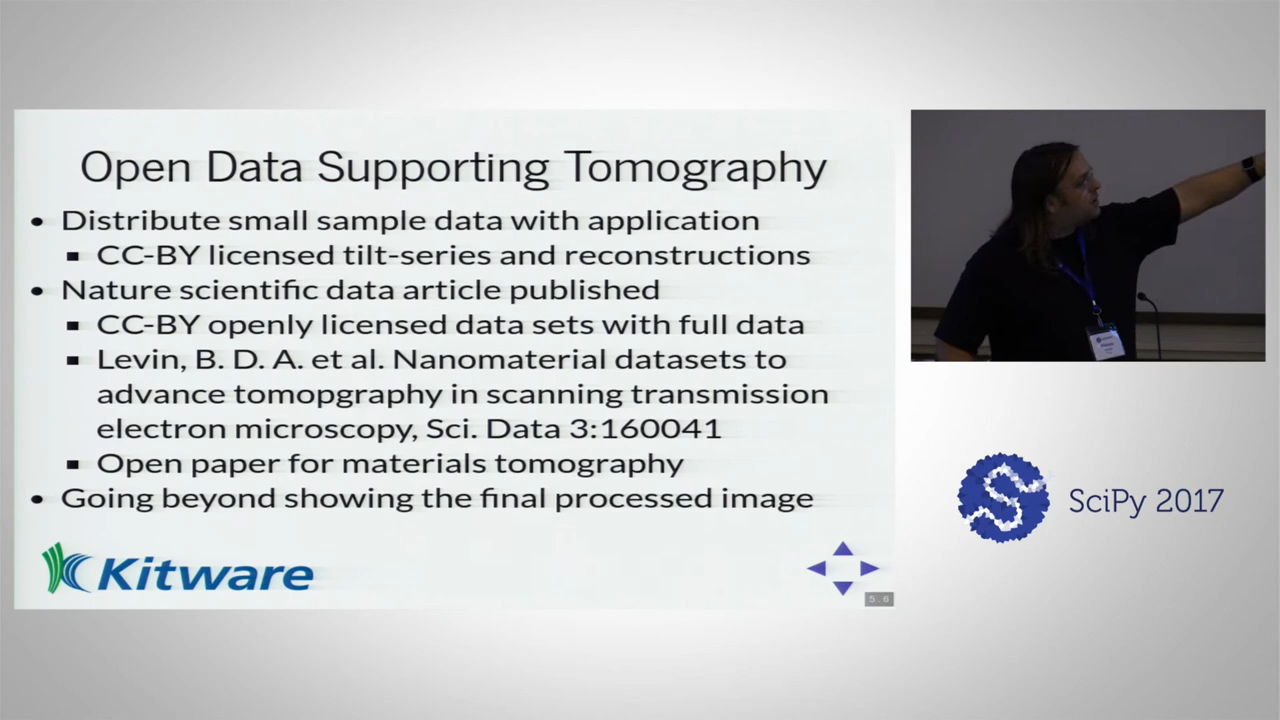 Open Data Supporting Tomography
• Distribute small sample data with application
▪ CC-BY licensed tilt-series and reconstructions
• Nature scientific data article published
▪ CC-BY openly licensed data sets with full data
▪ Levin, B. D. A. et al. Nanomaterial datasets to
advance tomopgraphy in scanning transmission
electron microscopy, Sci. Data 3:160041
▪ Open paper for materials tomography
• Going beyond showing the final processed image
Kitware
5.6
SciPy 2017